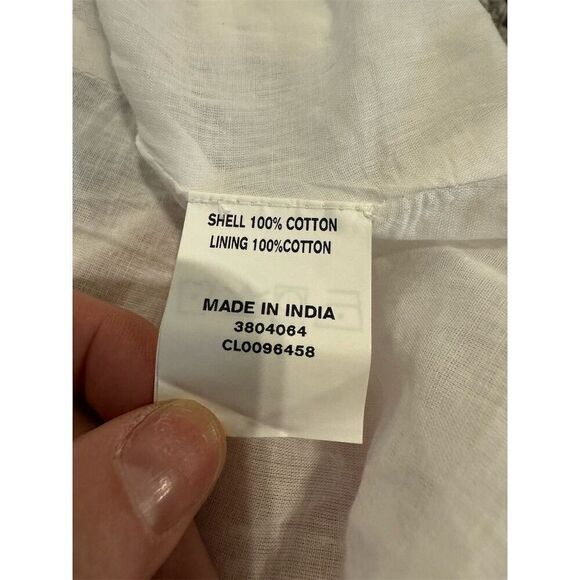 SHELL 100% COTTON
LINING 100%COTTON
MADE IN INDIA
3804064
CL0096458